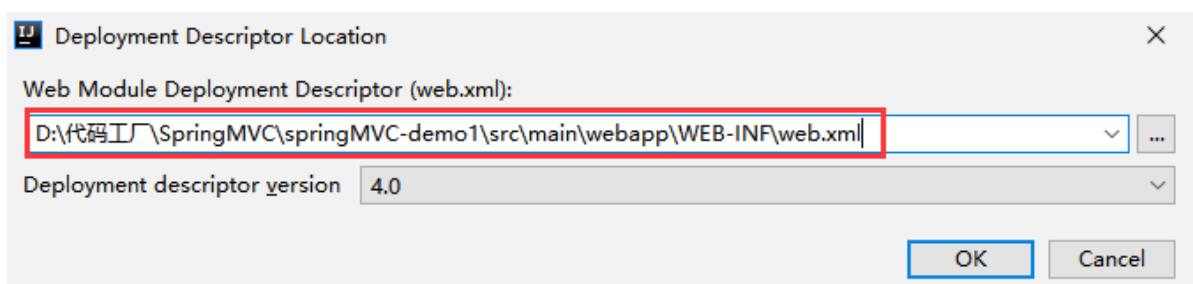 Deployment Descriptor Location
Web Module Deployment Descriptor (web.xml):
D:\代码工厂\SpringMVC\springMVC-demo1\src\main\webapp\WEB-INF\web.xml
...
Deployment descriptor version 4.0
OK Cancel